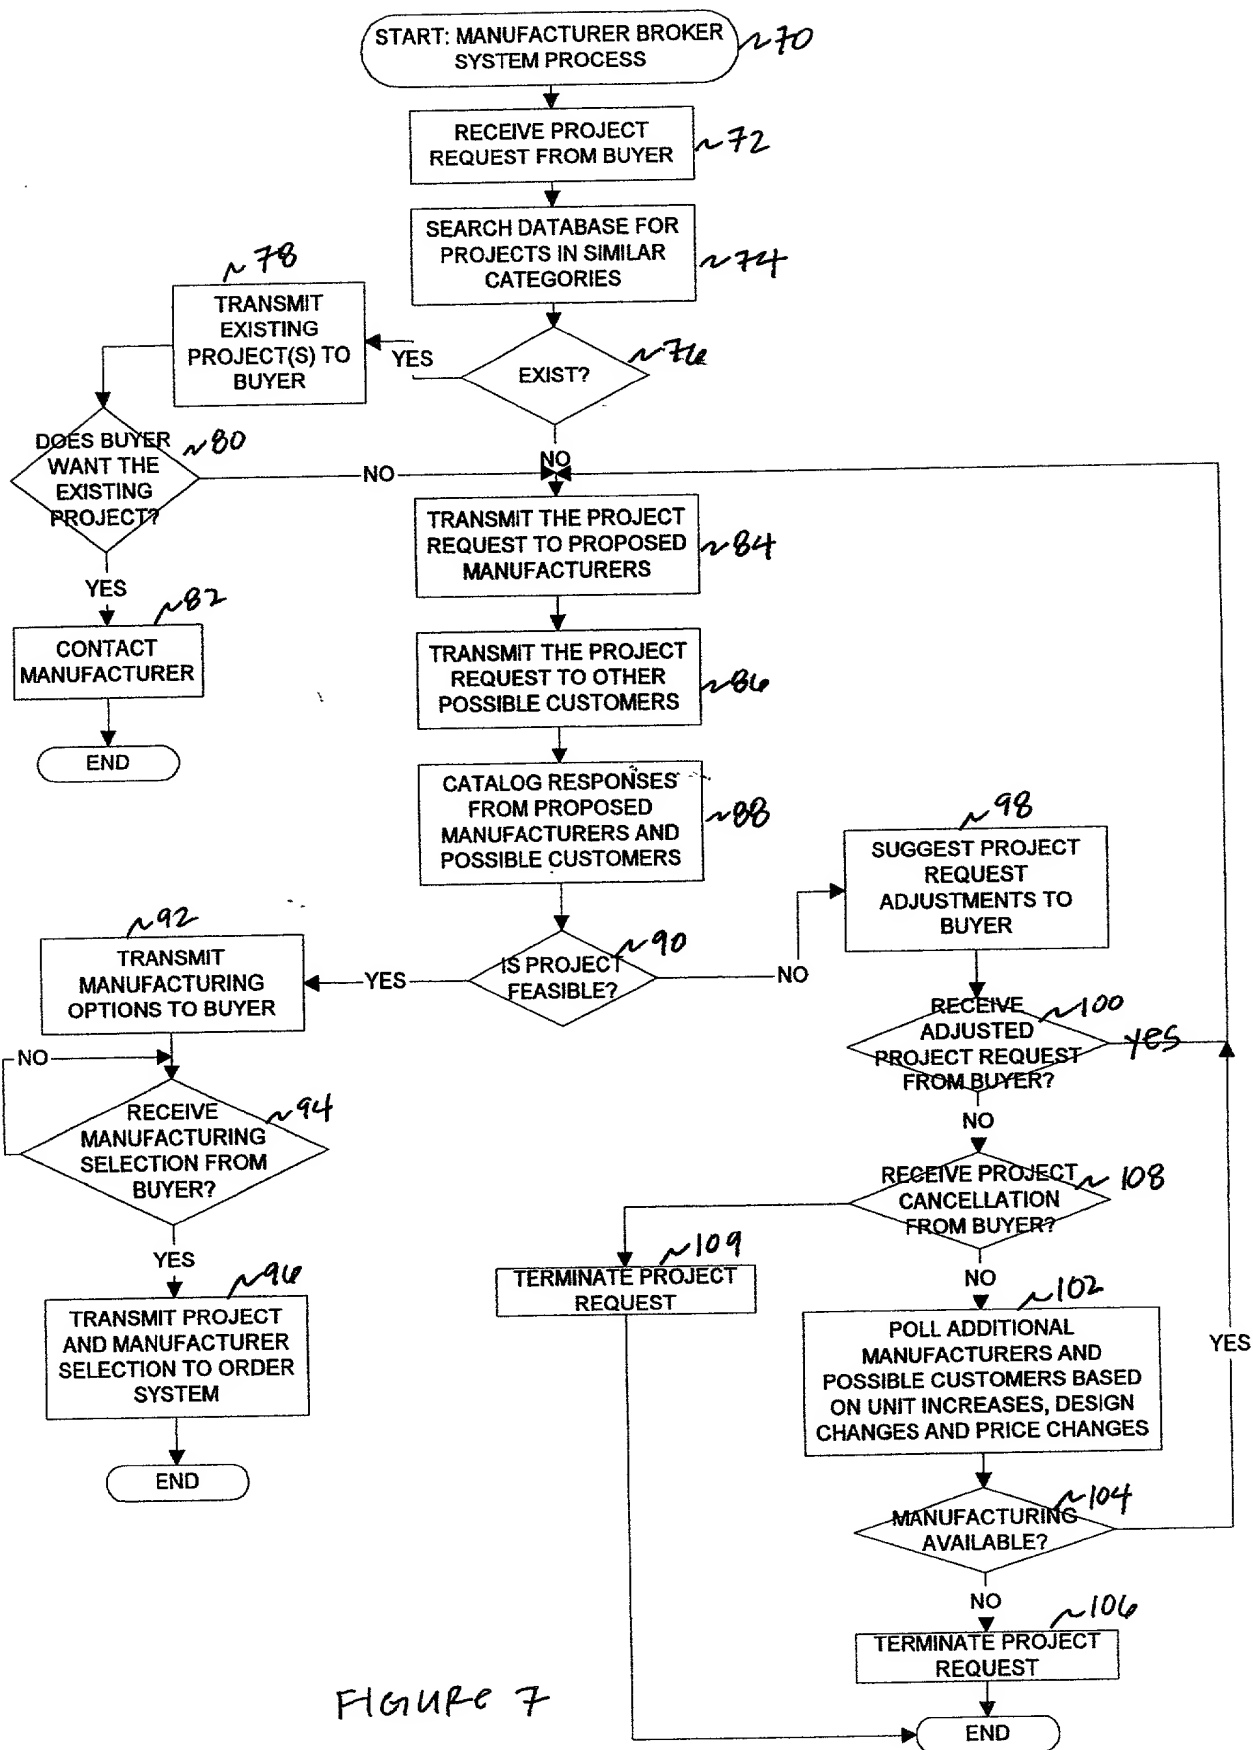 START: MANUFACTURER BROKER
SYSTEM PROCESS
~70
RECEIVE PROJECT
REQUEST FROM BUYER
~72
SEARCH DATABASE FOR
PROJECTS IN SIMILAR
CATEGORIES
~74
~78
TRANSMIT
EXISTING
PROJECT(S) TO
BUYER
YES
EXIST?
~76
DOES BUYER
WANT THE
EXISTING
PROJECT?
~80
NO
NO
TRANSMIT THE PROJECT
REQUEST TO PROPOSED
MANUFACTURERS
~84
YES
~82
CONTACT
MANUFACTURER
END
TRANSMIT THE PROJECT
REQUEST TO OTHER
POSSIBLE CUSTOMERS
~86
CATALOG RESPONSES
FROM PROPOSED
MANUFACTURERS AND
POSSIBLE CUSTOMERS
~88
~98
SUGGEST PROJECT
REQUEST
ADJUSTMENTS TO
BUYER
~92
TRANSMIT
MANUFACTURING
OPTIONS TO BUYER
YES
IS PROJECT
FEASIBLE?
~90
NO
RECEIVE
ADJUSTED
PROJECT REQUEST
FROM BUYER?
~100
yes
NO
NO
RECEIVE
MANUFACTURING
SELECTION FROM
BUYER?
~94
RECEIVE PROJECT
CANCELLATION
FROM BUYER?
~108
YES
~109
TERMINATE PROJECT
REQUEST
NO
~96
TRANSMIT PROJECT
AND MANUFACTURER
SELECTION TO ORDER
SYSTEM
~102
POLL ADDITIONAL
MANUFACTURERS AND
POSSIBLE CUSTOMERS BASED
ON UNIT INCREASES, DESIGN
CHANGES AND PRICE CHANGES
YES
END
MANUFACTURING
AVAILABLE?
~104
NO
~106
TERMINATE PROJECT
REQUEST
END
FIGURE 7